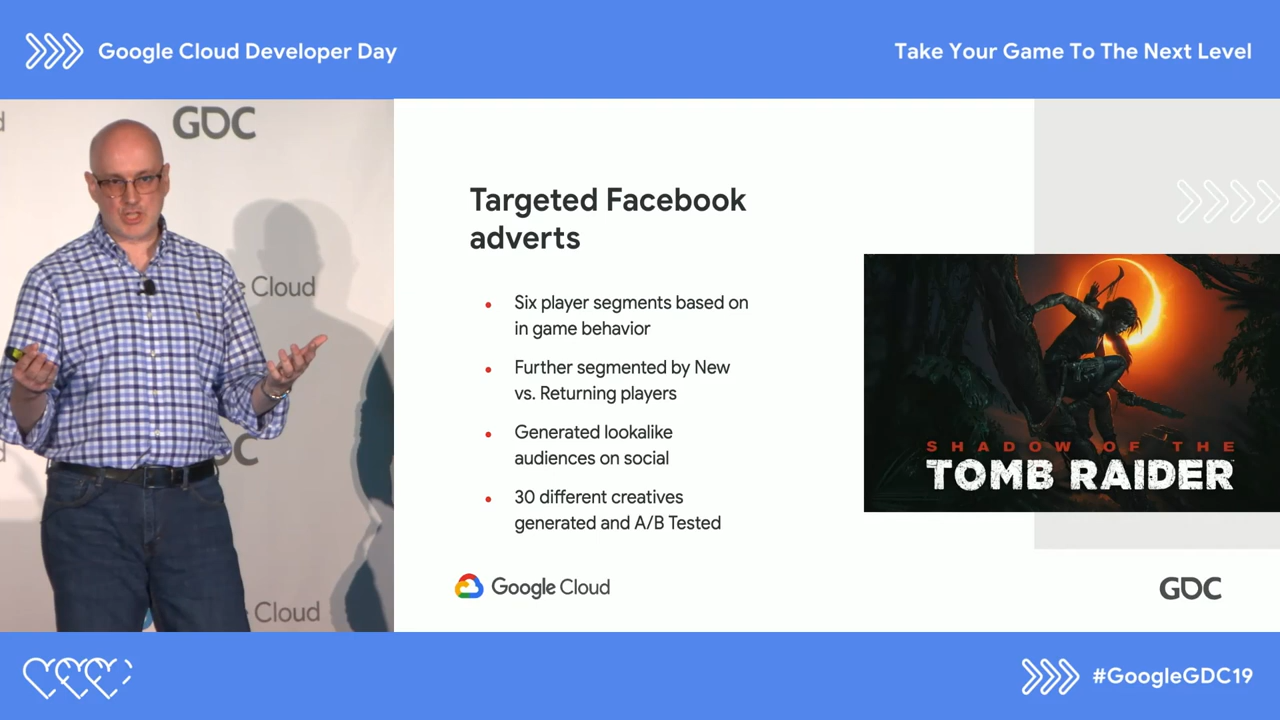 Google Cloud Developer Day
Take Your Game To The Next Level
GDC
Cloud
Cloud
Targeted Facebook
adverts
• Six player segments based on
in game behavior
• Further segmented by New
vs. Returning players
• Generated lookalike
audiences on social
• 30 different creatives
generated and A/B Tested
SHADOW OF THE
TOMB RAIDER
Google Cloud
GDC
#GoogleGDC19